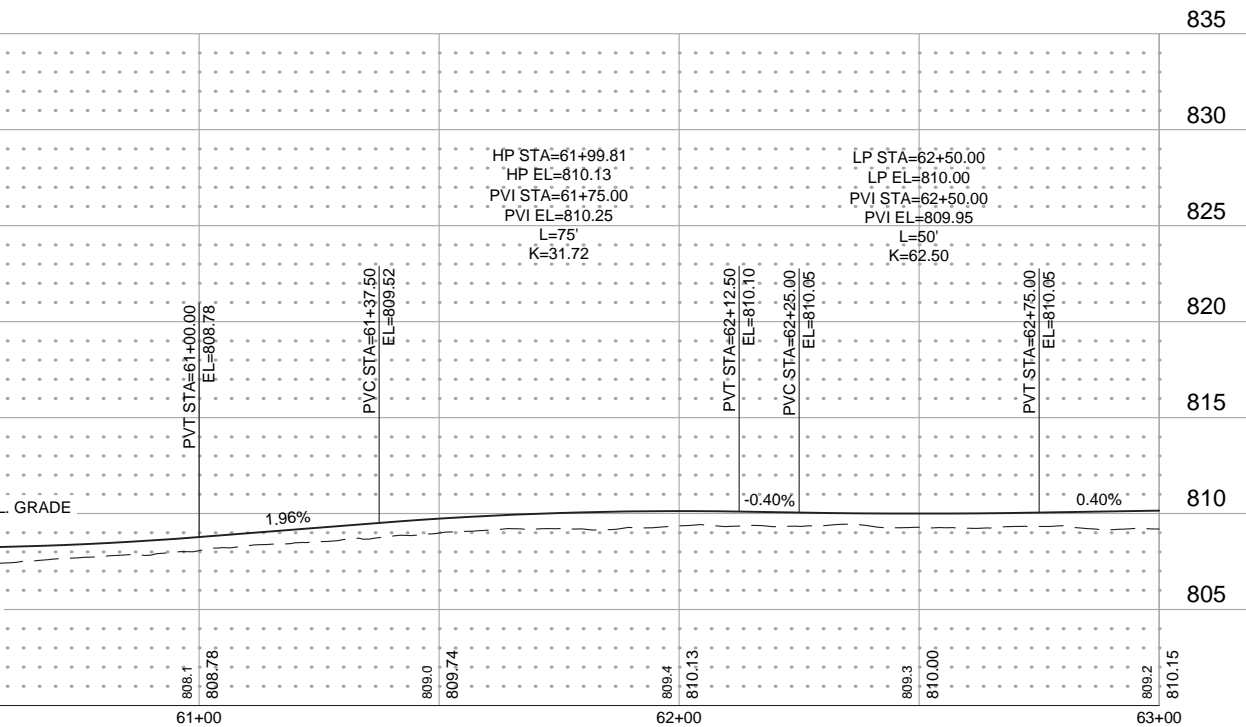 835
830
HP STA=61+99.81
HP EL=810.13
PVI STA=61+75.00
PVI EL=810.25
L=75'
K=31.72
LP STA=62+50.00
LP EL=810.00
PVI STA=62+50.00
PVI EL=809.95
L=50'
K=62.50
825
PVT STA=61+00.00
EL=808.78
PVC STA=61+37.50
EL=809.52
PVT STA=62+12.50
EL=810.10
PVC STA=62+25.00
EL=810.05
PVT STA=62+75.00
EL=810.05
820
815
L. GRADE
1.96%
-0.40%
0.40%
810
805
808.1
808.78
809.0
809.74
809.4
810.13
809.3
810.00
809.2
810.15
61+00
62+00
63+00